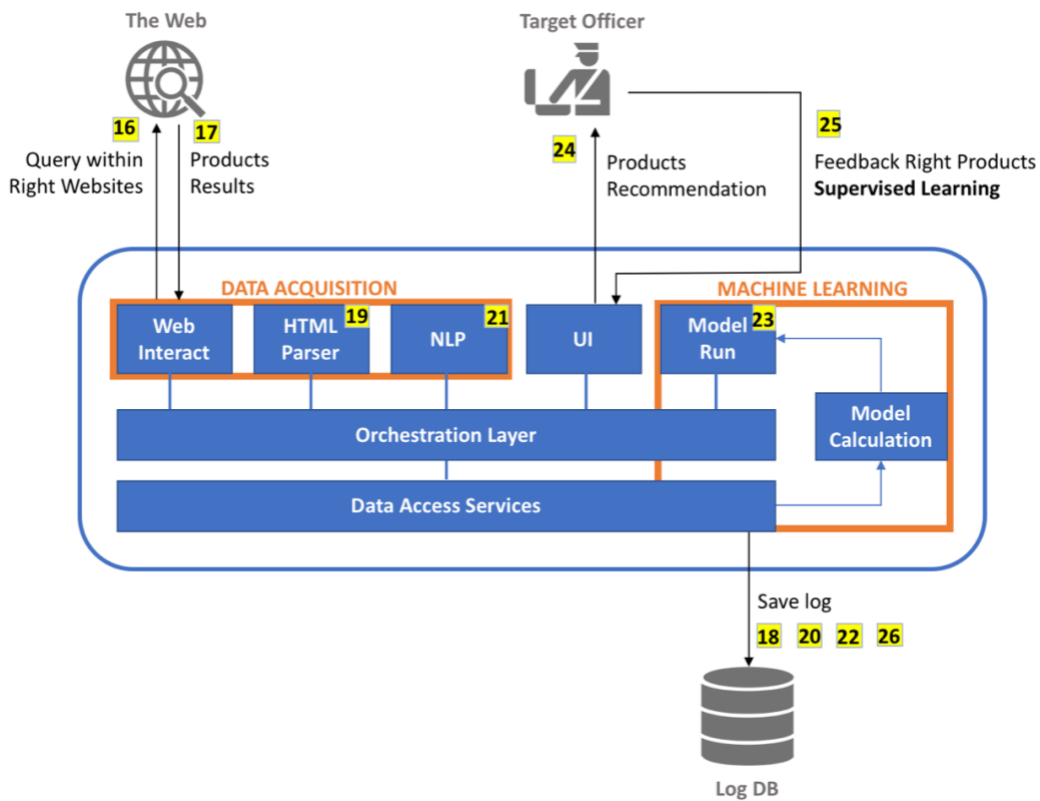 The Web
Target Officer
16
17
Query within
Right Websites
Products
Results
24
Products
Recommendation
25
Feedback Right Products
Supervised Learning
DATA ACQUISITION
MACHINE LEARNING
Web
Interact
HTML
Parser
19
NLP
21
UI
Model
Run
23
Model
Calculation
Orchestration Layer
Data Access Services
Save log
18 20 22 26
Log DB